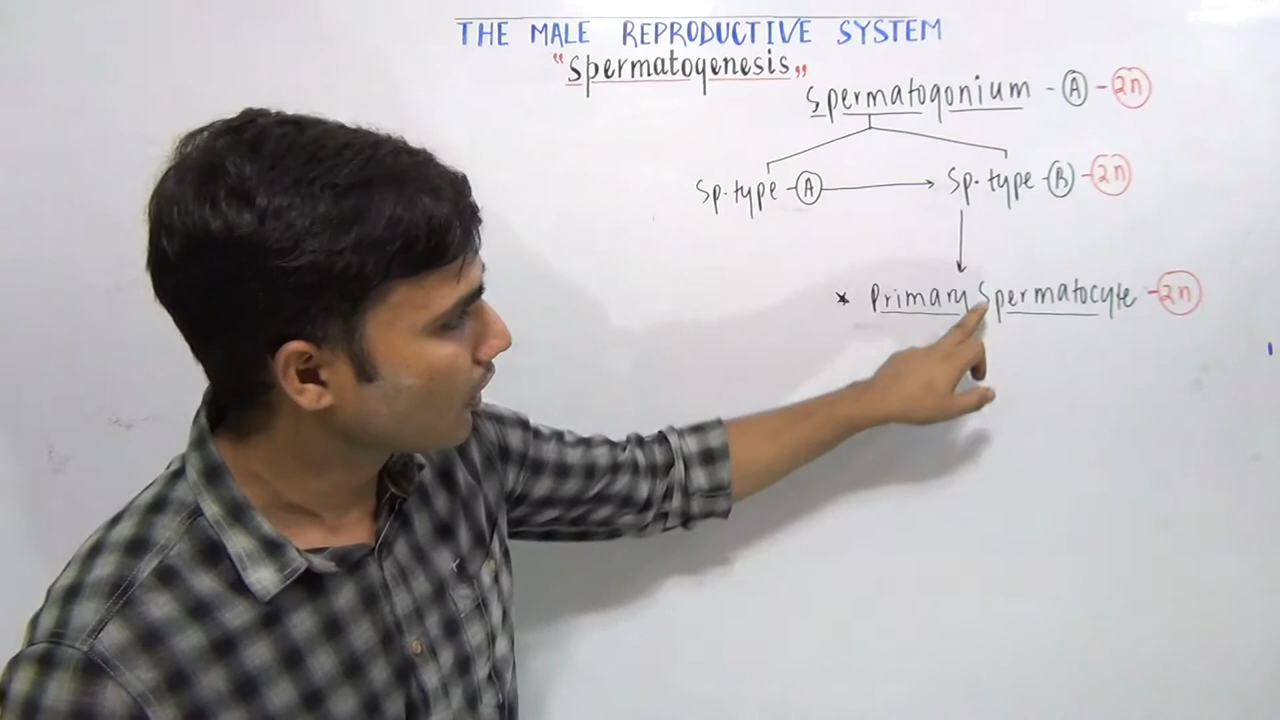 THE MALE REPRODUCTIVE SYSTEM
"Spermatogenesis"
Spermatogonium - A - 2n
Sp. type - A → Sp. type - B - 2n
* Primary Spermatocyte - 2n